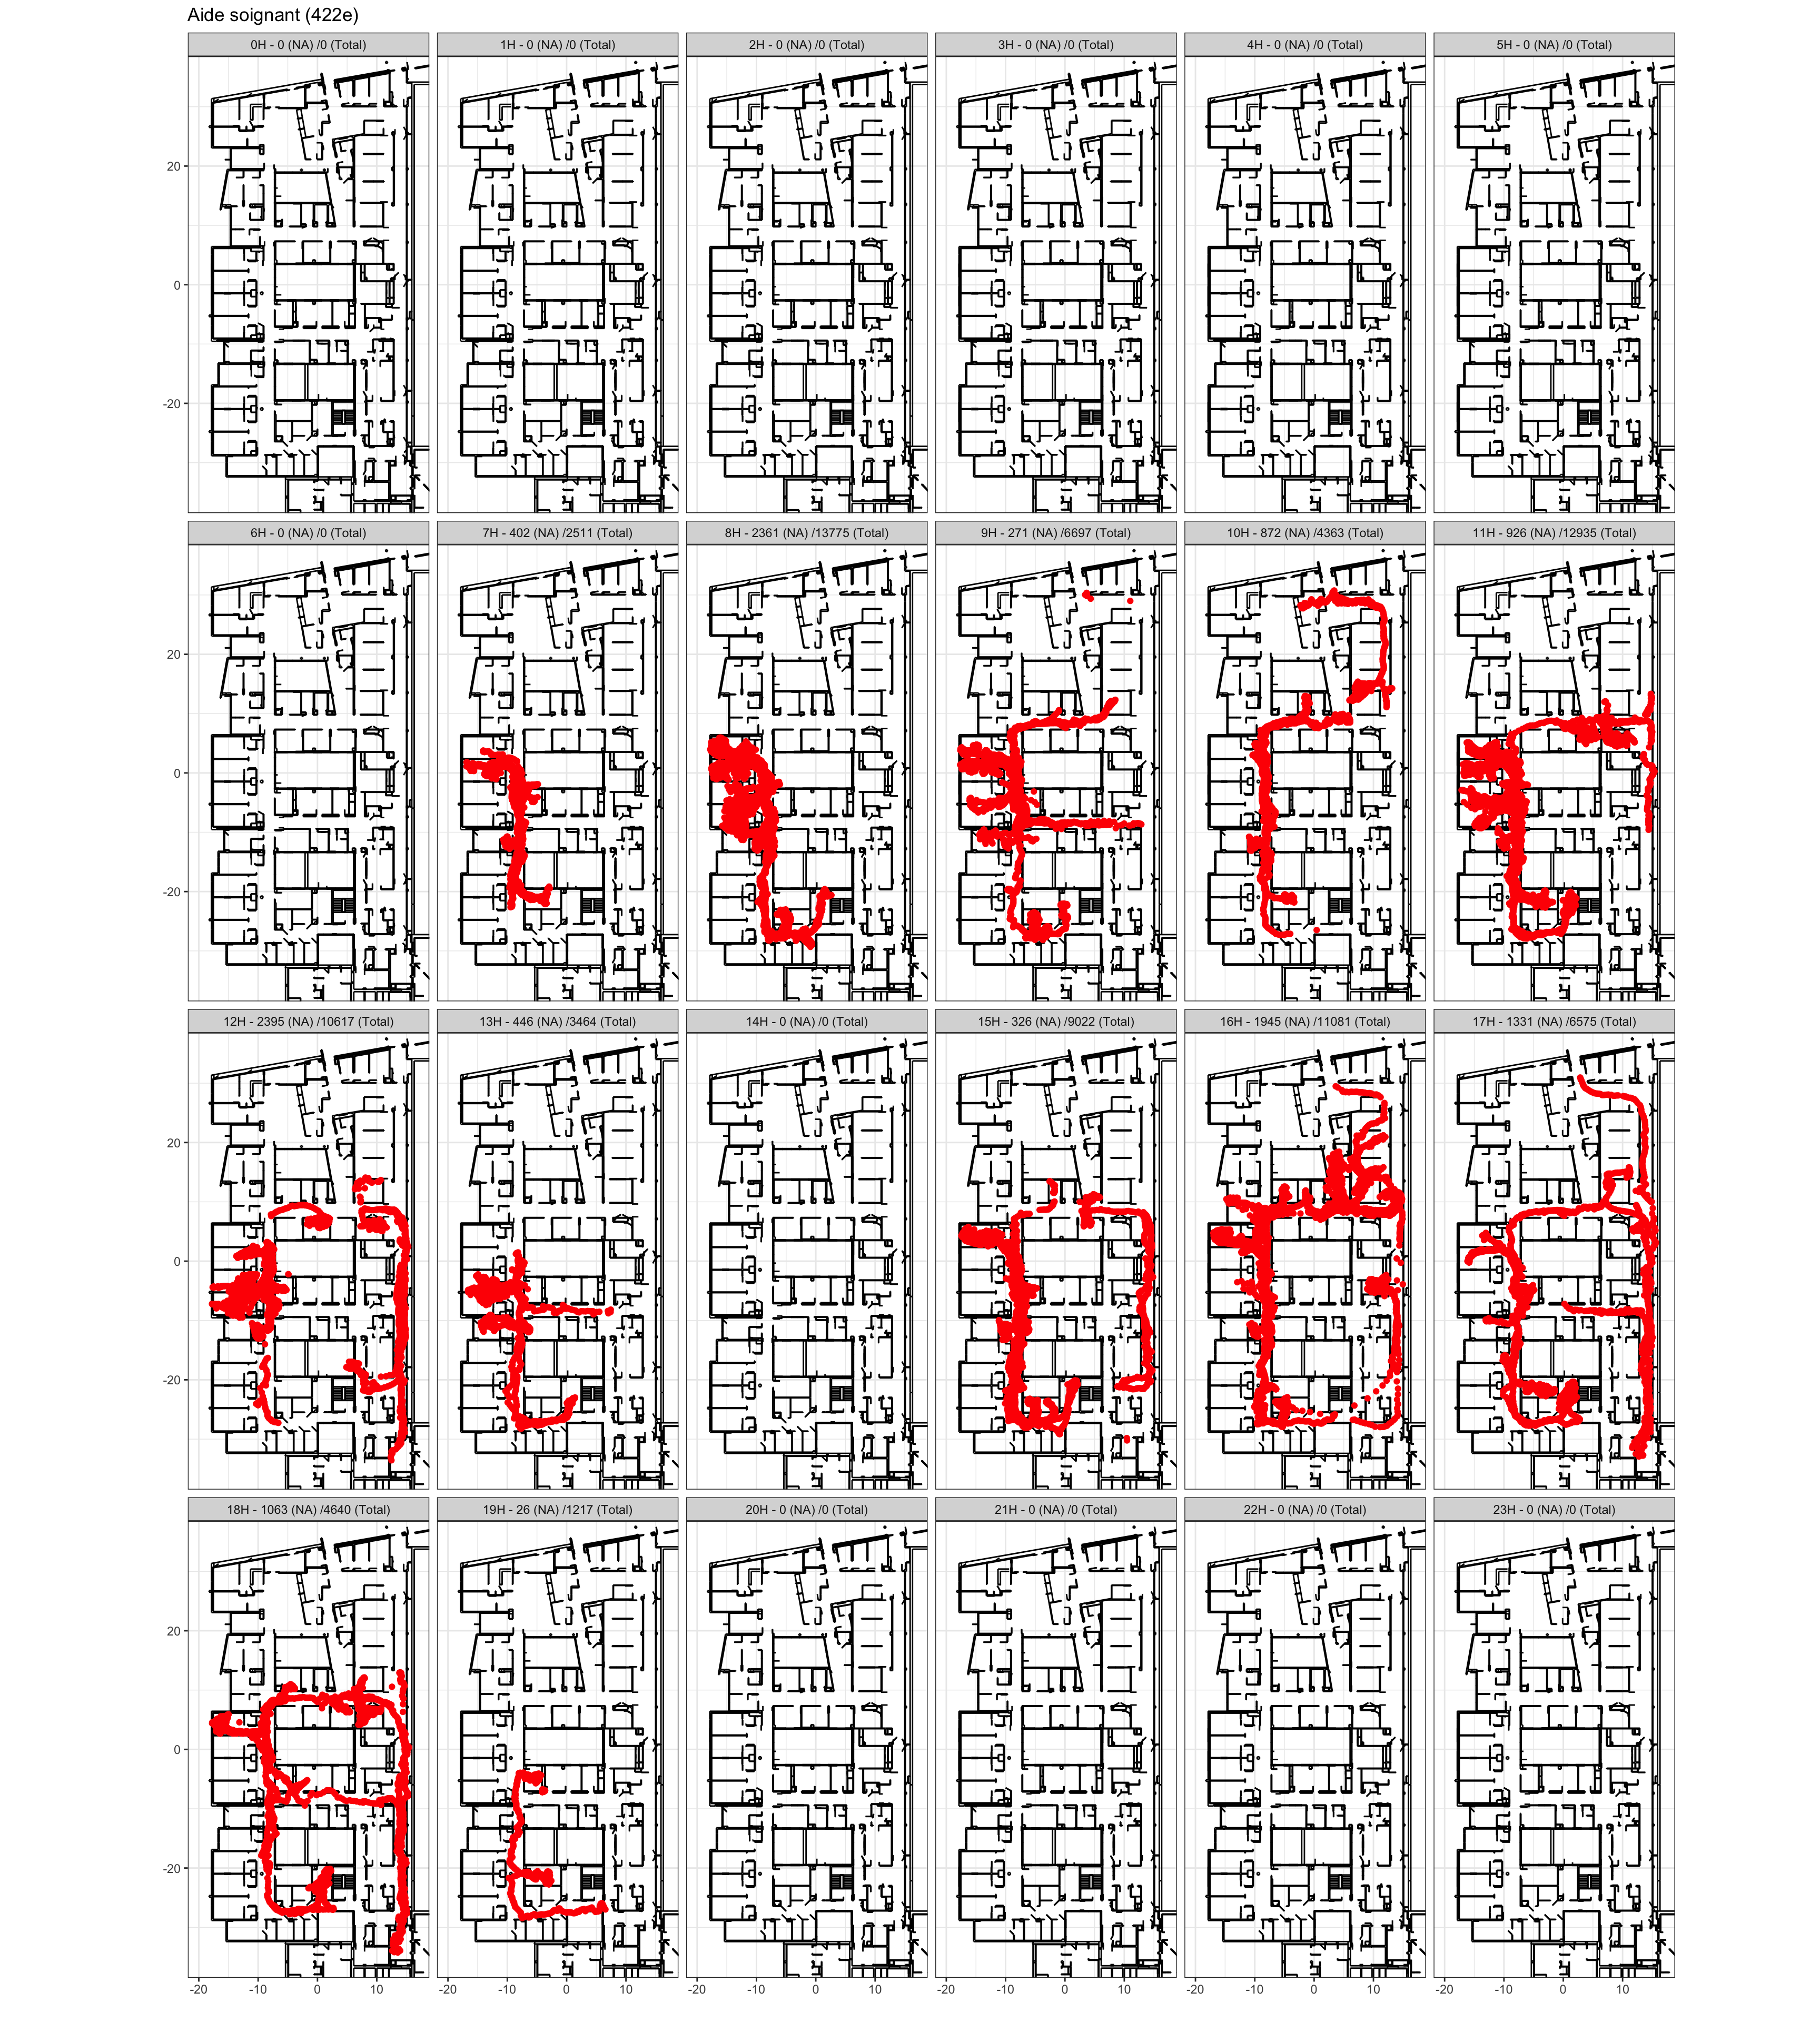 Aide soignant (422e)
0H - 0 (NA) /0 (Total) 1H - 0 (NA) /0 (Total) 2H - 0 (NA) /0 (Total) 3H - 0 (NA) /0 (Total) 4H - 0 (NA) /0 (Total) 5H - 0 (NA) /0 (Total)
20
0
-20
6H - 0 (NA) /0 (Total) 7H - 402 (NA) /2511 (Total) 8H - 2361 (NA) /13775 (Total) 9H - 271 (NA) /6697 (Total) 10H - 872 (NA) /4363 (Total) 11H - 926 (NA) /12935 (Total)
20
0
-20
12H - 2395 (NA) /10617 (Total) 13H - 446 (NA) /3464 (Total) 14H - 0 (NA) /0 (Total) 15H - 326 (NA) /9022 (Total) 16H - 1945 (NA) /11081 (Total) 17H - 1331 (NA) /6575 (Total)
20
0
-20
18H - 1063 (NA) /4640 (Total) 19H - 26 (NA) /1217 (Total) 20H - 0 (NA) /0 (Total) 21H - 0 (NA) /0 (Total) 22H - 0 (NA) /0 (Total) 23H - 0 (NA) /0 (Total)
20
0
-20
-20 -10 0 10 -20 -10 0 10 -20 -10 0 10 -20 -10 0 10 -20 -10 0 10 -20 -10 0 10